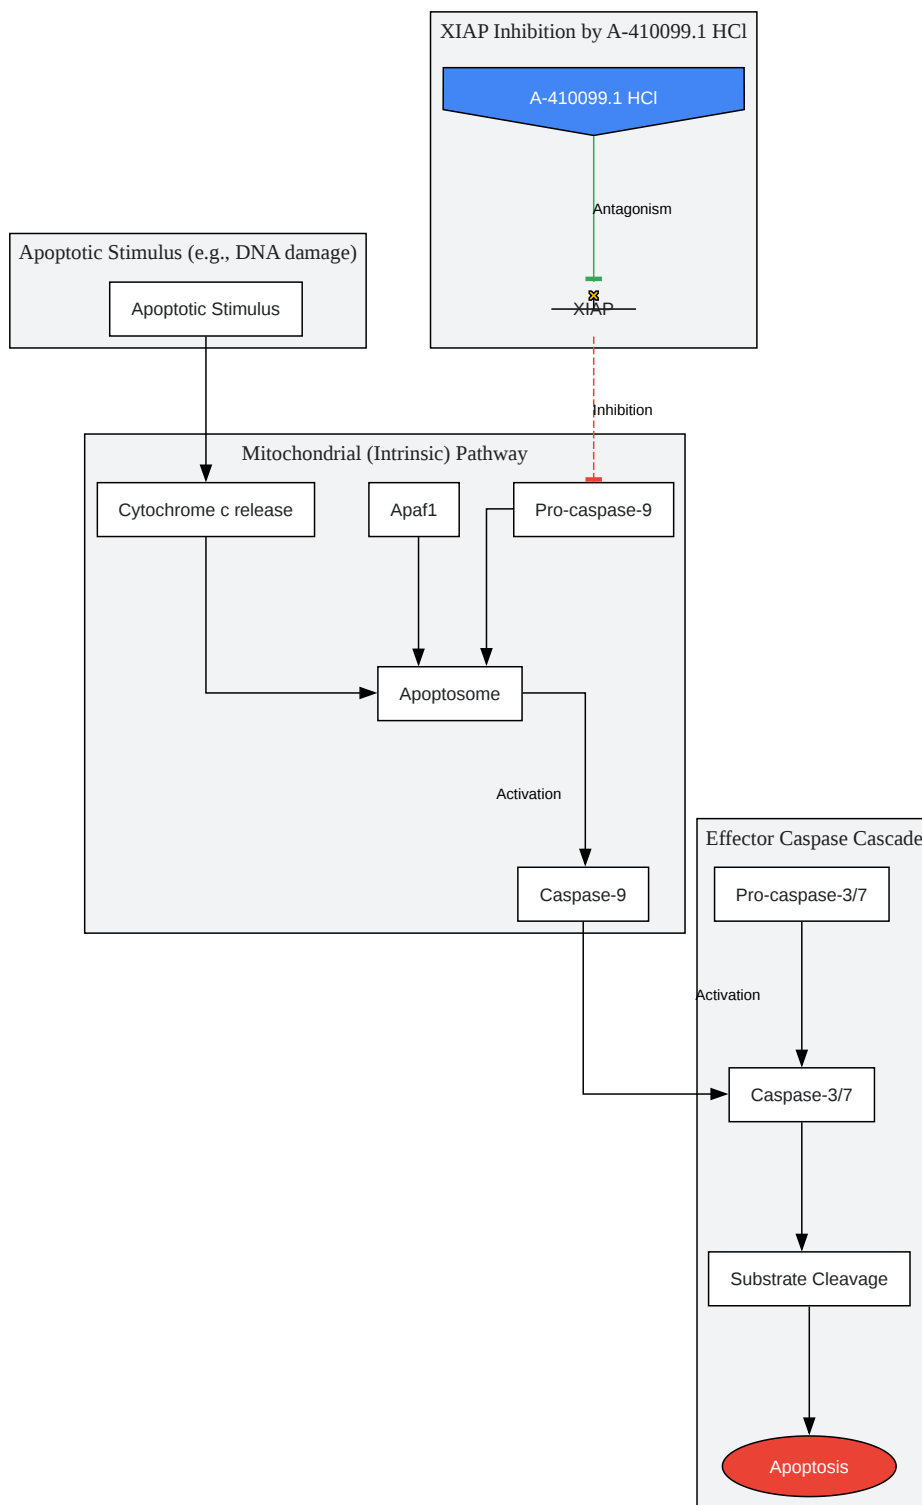 XIAP Inhibition by A-410099.1 HCl
A-410099.1 HCl
Antagonism
XIAP
Apoptotic Stimulus (e.g., DNA damage)
Apoptotic Stimulus
Inhibition
Mitochondrial (Intrinsic) Pathway
Cytochrome c release
Apaf1
Pro-caspase-9
Apoptosome
Activation
Caspase-9
Effector Caspase Cascade
Pro-caspase-3/7
Activation
Caspase-3/7
Substrate Cleavage
Apoptosis